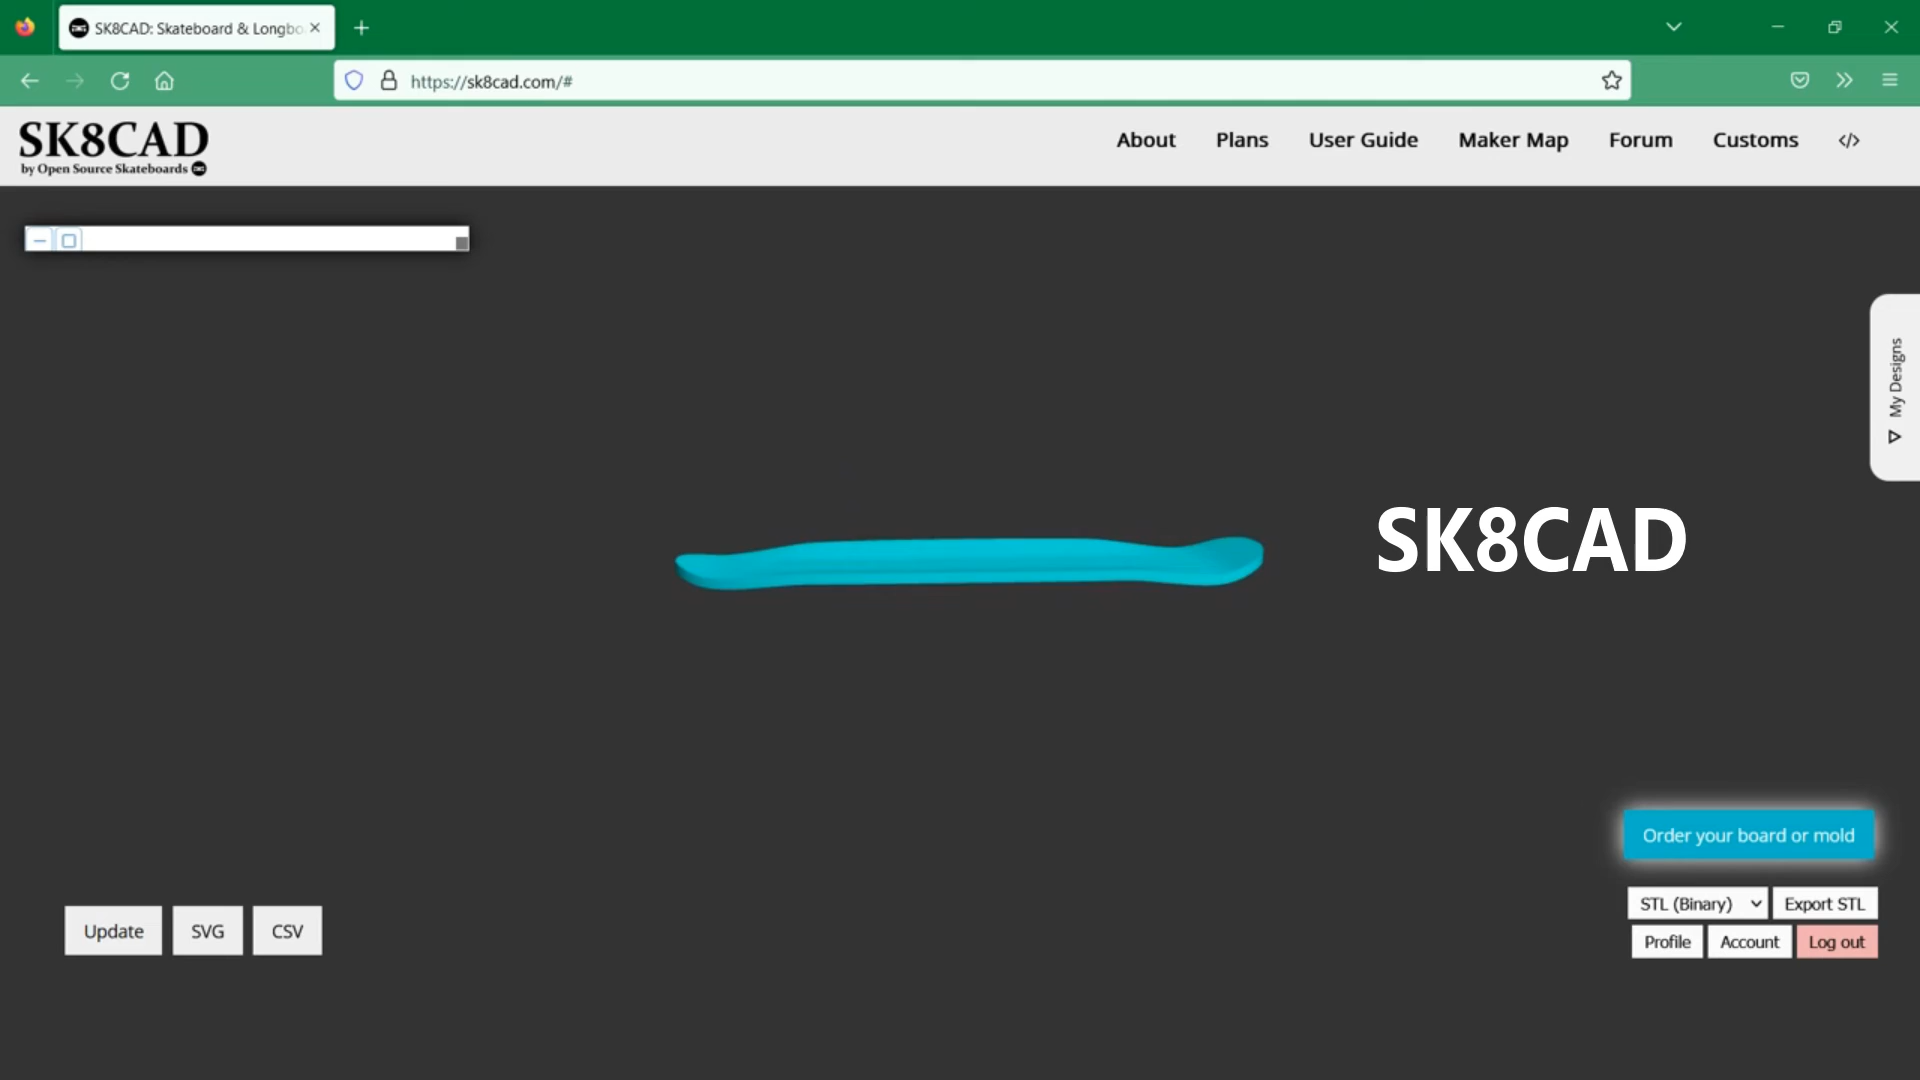 SK8CAD: Skateboard & Longbo
https://sk8cad.com/#
SK8CAD
by Open Source Skateboards
About Plans User Guide Maker Map Forum Customs </>
My Designs
SK8CAD
Order your board or mold
STL (Binary) Export STL
Update SVG CSV
Profile Account Log out